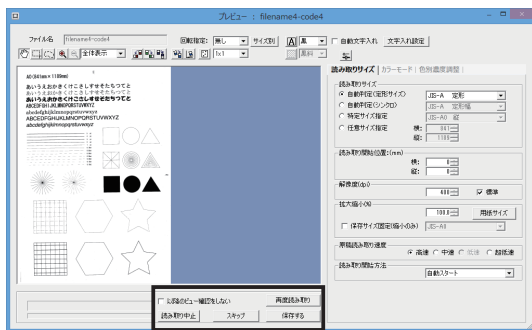 プレビュー : filename4-code4
ファイル名 filename4-code4 回転指定: 無し サイズ別 A 黒 自動文字入れ 文字入れ設定
全体表示 1x1 黒斜
読み取りサイズ カラーモード 色別濃度調整
A0 (841mm×1189mm)
あいうえおかきくけこさしすせそたちつてと
あいうえおかきくけこさしすせそたちつてと
あいうえおかきくけこさしすせそたちつてと
ABCDEFGHIJKLMNOPQRSTUVWXYZ
abcdefghijklmnopqrstuvwxyz
ABCDEFGHIJKLMNOPQRSTUVWXYZ
abcdefghijklmnopqrstuvwxyz
読み取りサイズ
自動判定(定形サイズ) JIS-A 定形
自動判定(シンクロ) JIS-A 定形幅
特定サイズ指定 JIS-A0 縦
任意サイズ指定 横: 841
縦: 1189
読み取り開始位置:(mm)
横: 0
縦: 0
解像度(dpi)
400 標準
拡大縮小(%)
100.0 用紙サイズ
保存サイズ固定(縮小のみ) JIS-A0
原稿読み取り速度
高速 中速 低速 超低速
読み取り開始方法
自動スタート
以降のビュー確認をしない 再度読み取り
読み取り中止 スキップ 保存する